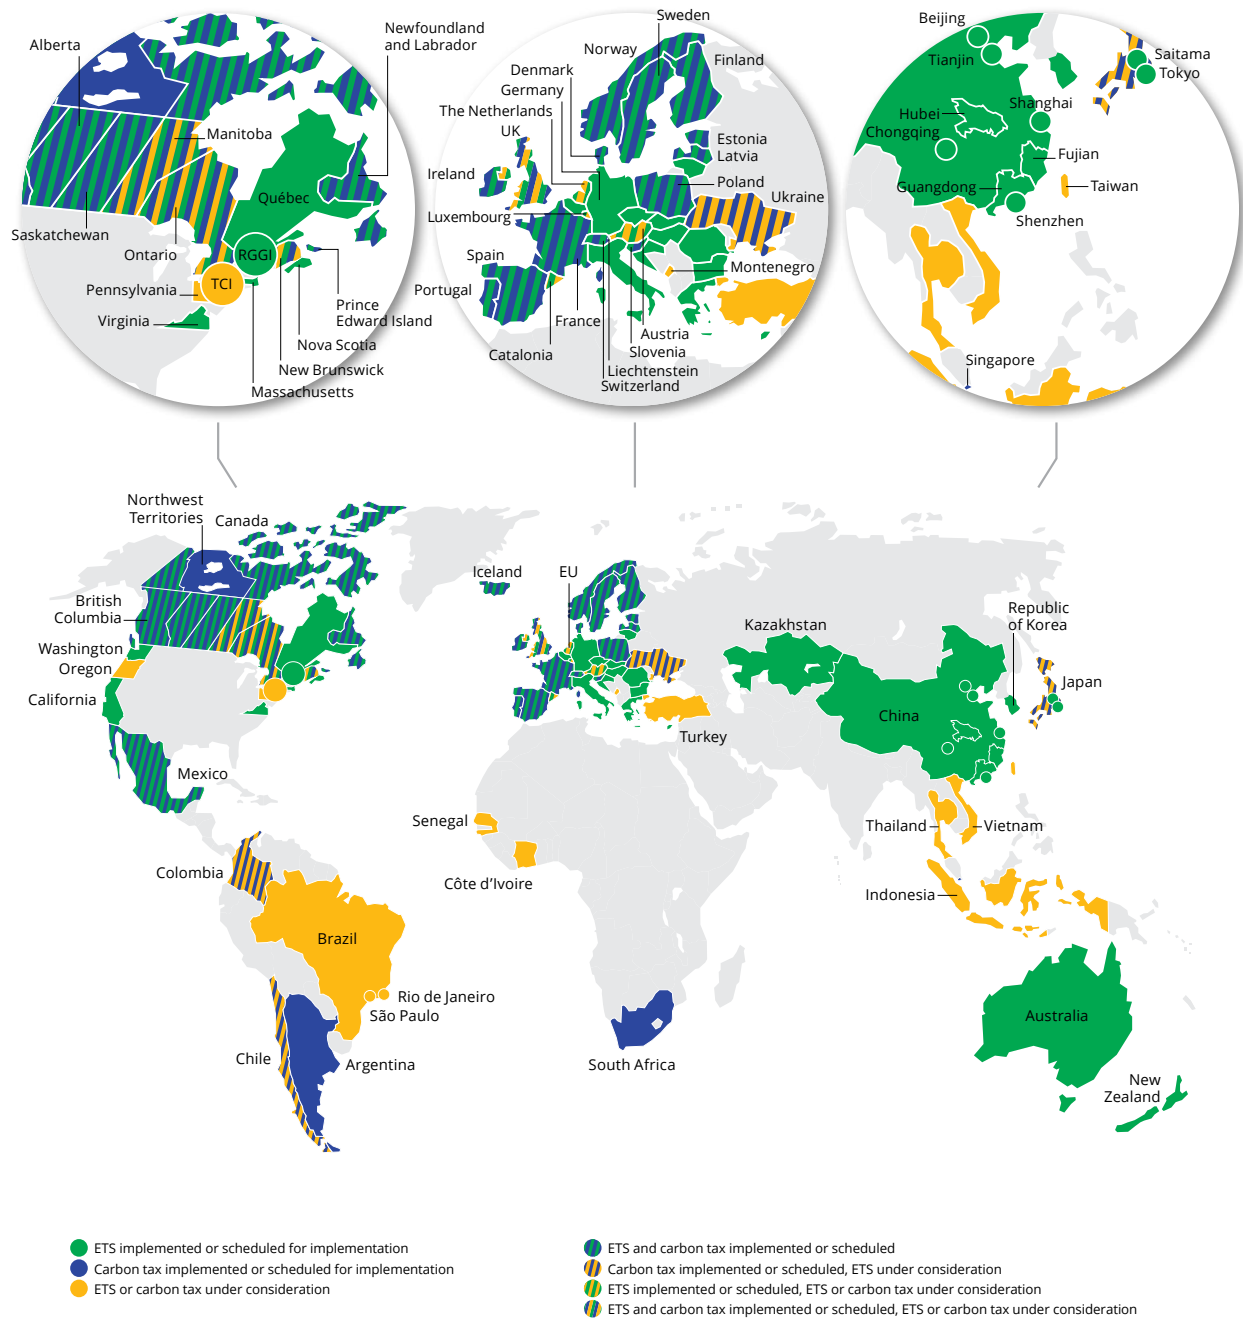 Alberta
Newfoundland
and Labrador
Manitoba
Québec
Saskatchewan
Ontario
RGGI
TCI
Pennsylvania
Virginia
Prince
Edward Island
Nova Scotia
New Brunswick
Massachusetts
Sweden
Norway
Finland
Denmark
Germany
The Netherlands
UK
Estonia
Latvia
Ireland
Poland
Ukraine
Luxembourg
Spain
Montenegro
Portugal
France
Austria
Catalonia
Slovenia
Liechtenstein
Switzerland
Beijing
Tianjin
Saitama
Tokyo
Shanghai
Hubei
Chongqing
Fujian
Guangdong
Taiwan
Shenzhen
Singapore
Northwest
Territories
Canada
Iceland
EU
British
Columbia
Republic
of Korea
Kazakhstan
Washington
Oregon
California
Japan
China
Turkey
Mexico
Senegal
Thailand
Vietnam
Colombia
Côte d’Ivoire
Indonesia
Brazil
Rio de Janeiro
São Paulo
Australia
Chile
Argentina
South Africa
New
Zealand
ETS implemented or scheduled for implementation
Carbon tax implemented or scheduled for implementation
ETS or carbon tax under consideration
ETS and carbon tax implemented or scheduled
Carbon tax implemented or scheduled, ETS under consideration
ETS implemented or scheduled, ETS or carbon tax under consideration
ETS and carbon tax implemented or scheduled, ETS or carbon tax under consideration